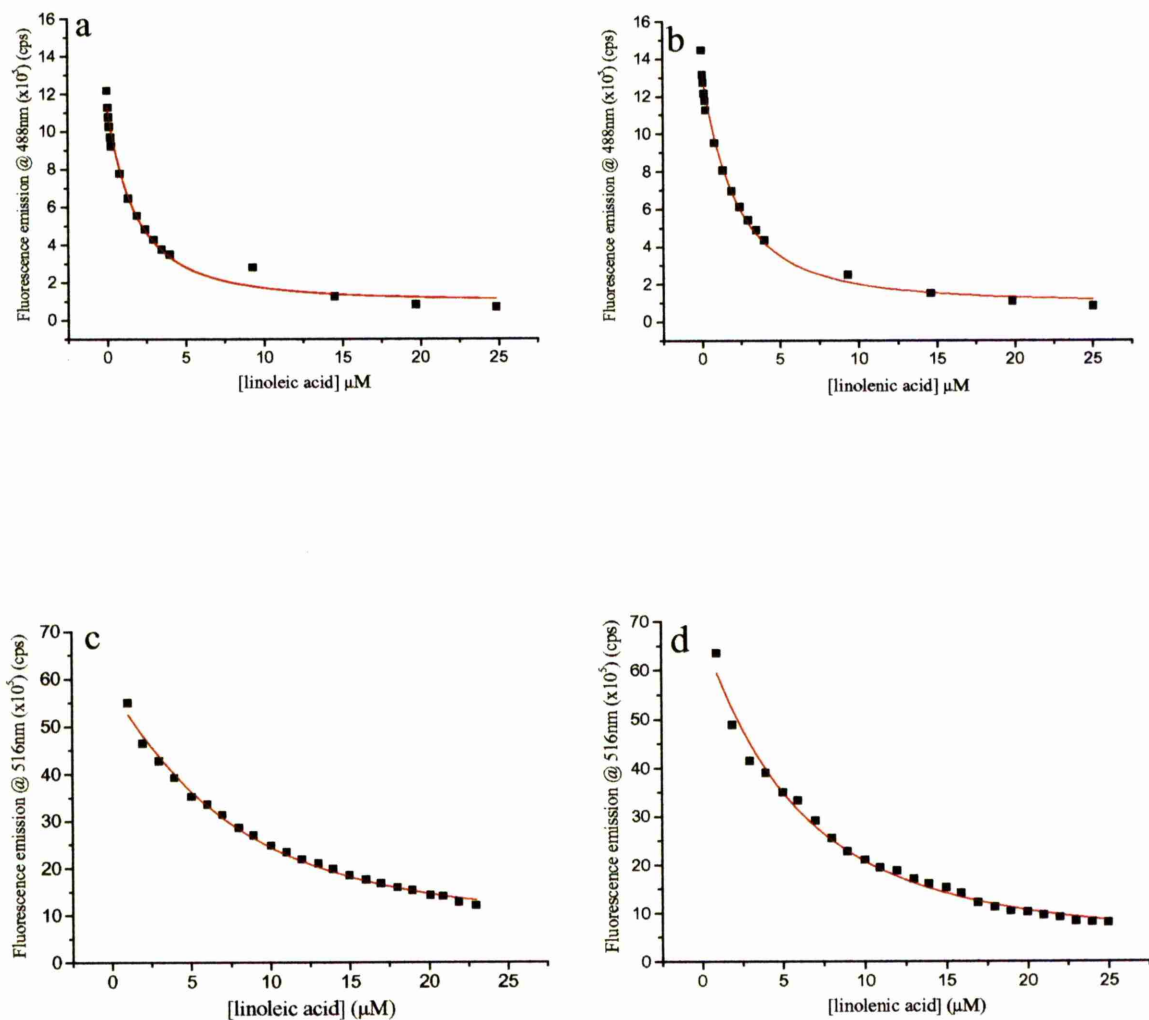 a
Fluorescence emission @ 488nm (x10⁵) (cps)
16
14
12
10
8
6
4
2
0
0 5 10 15 20 25
[linoleic acid] µM
b
Fluorescence emission @ 488nm (x10⁵) (cps)
16
14
12
10
8
6
4
2
0
0 5 10 15 20 25
[linolenic acid] µM
c
Fluorescence emission @ 516nm (x10⁵) (cps)
70
60
50
40
30
20
10
0
0 5 10 15 20 25
[linoleic acid] (µM)
d
Fluorescence emission @ 516nm (x10⁵) (cps)
70
60
50
40
30
20
10
0
0 5 10 15 20 25
[linolenic acid] (µM)